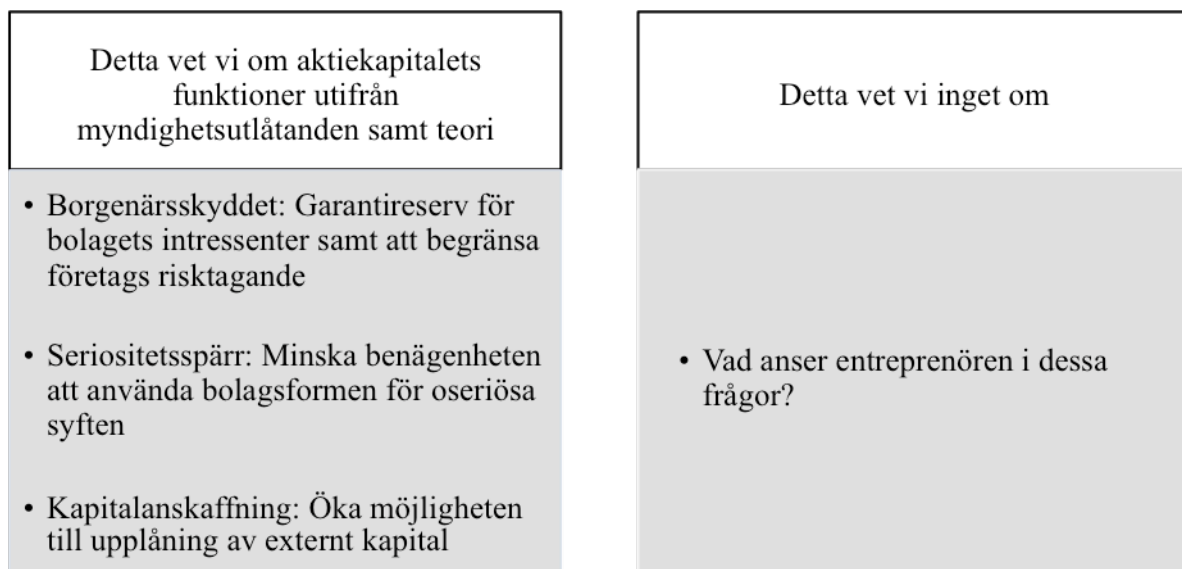 Detta vet vi om aktiekapitalets
funktioner utifrån
myndighetsutlåtanden samt teori
• Borgenärsskyddet: Garantireserv för
bolagets intressenter samt att begränsa
företags risktagande
• Seriositetsspärr: Minska benägenheten
att använda bolagsformen för oseriösa
syften
• Kapitalanskaffning: Öka möjligheten
till upplåning av externt kapital
Detta vet vi inget om
• Vad anser entreprenören i dessa
frågor?